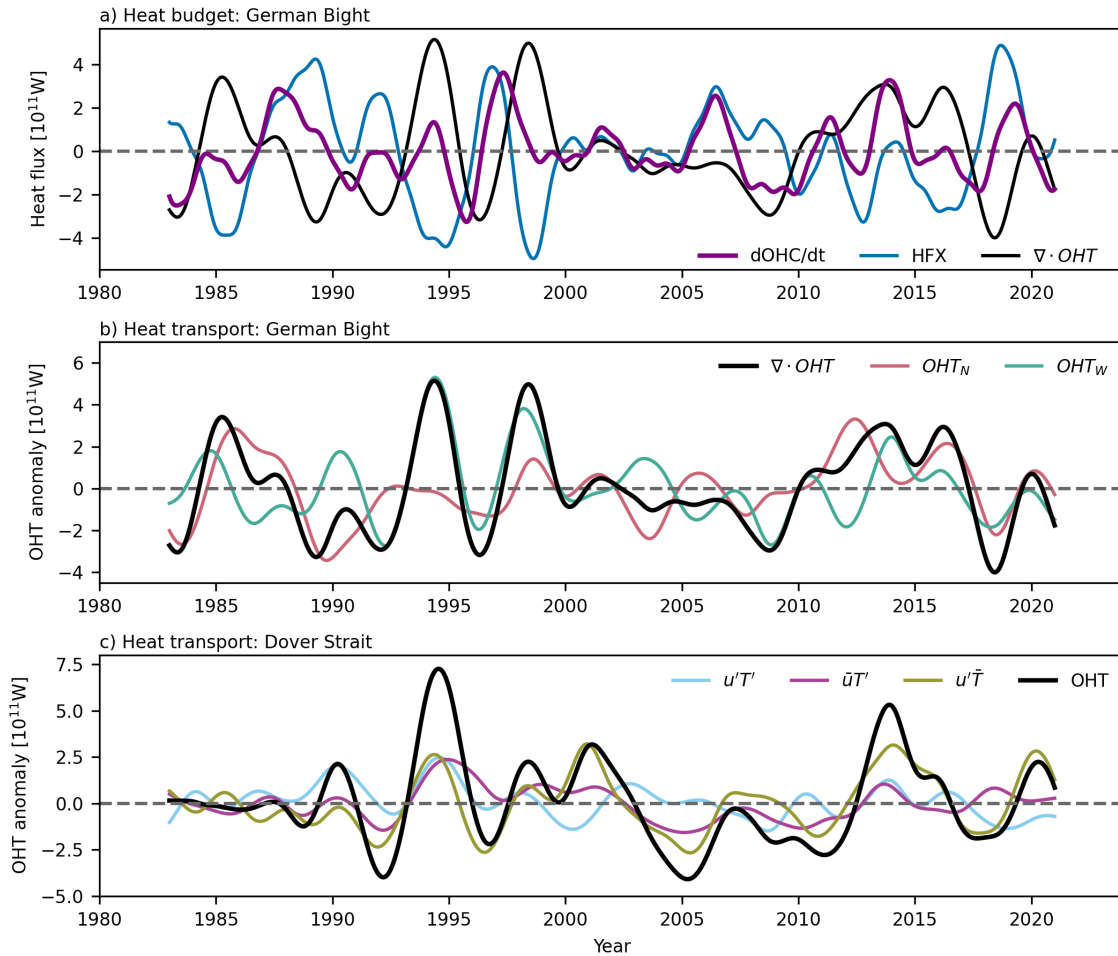 a) Heat budget: German Bight
Heat flux [10¹¹W]
4
2
0
−2
−4
dOHC/dt HFX ∇ · OHT
1980 1985 1990 1995 2000 2005 2010 2015 2020
b) Heat transport: German Bight
OHT anomaly [10¹¹W]
6
4
2
0
−2
−4
∇ · OHT OHT_N OHT_W
1980 1985 1990 1995 2000 2005 2010 2015 2020
c) Heat transport: Dover Strait
OHT anomaly [10¹¹W]
7.5
5.0
2.5
0.0
−2.5
−5.0
u′T′ ūT′ u′T̄ OHT
1980 1985 1990 1995 2000 2005 2010 2015 2020
Year